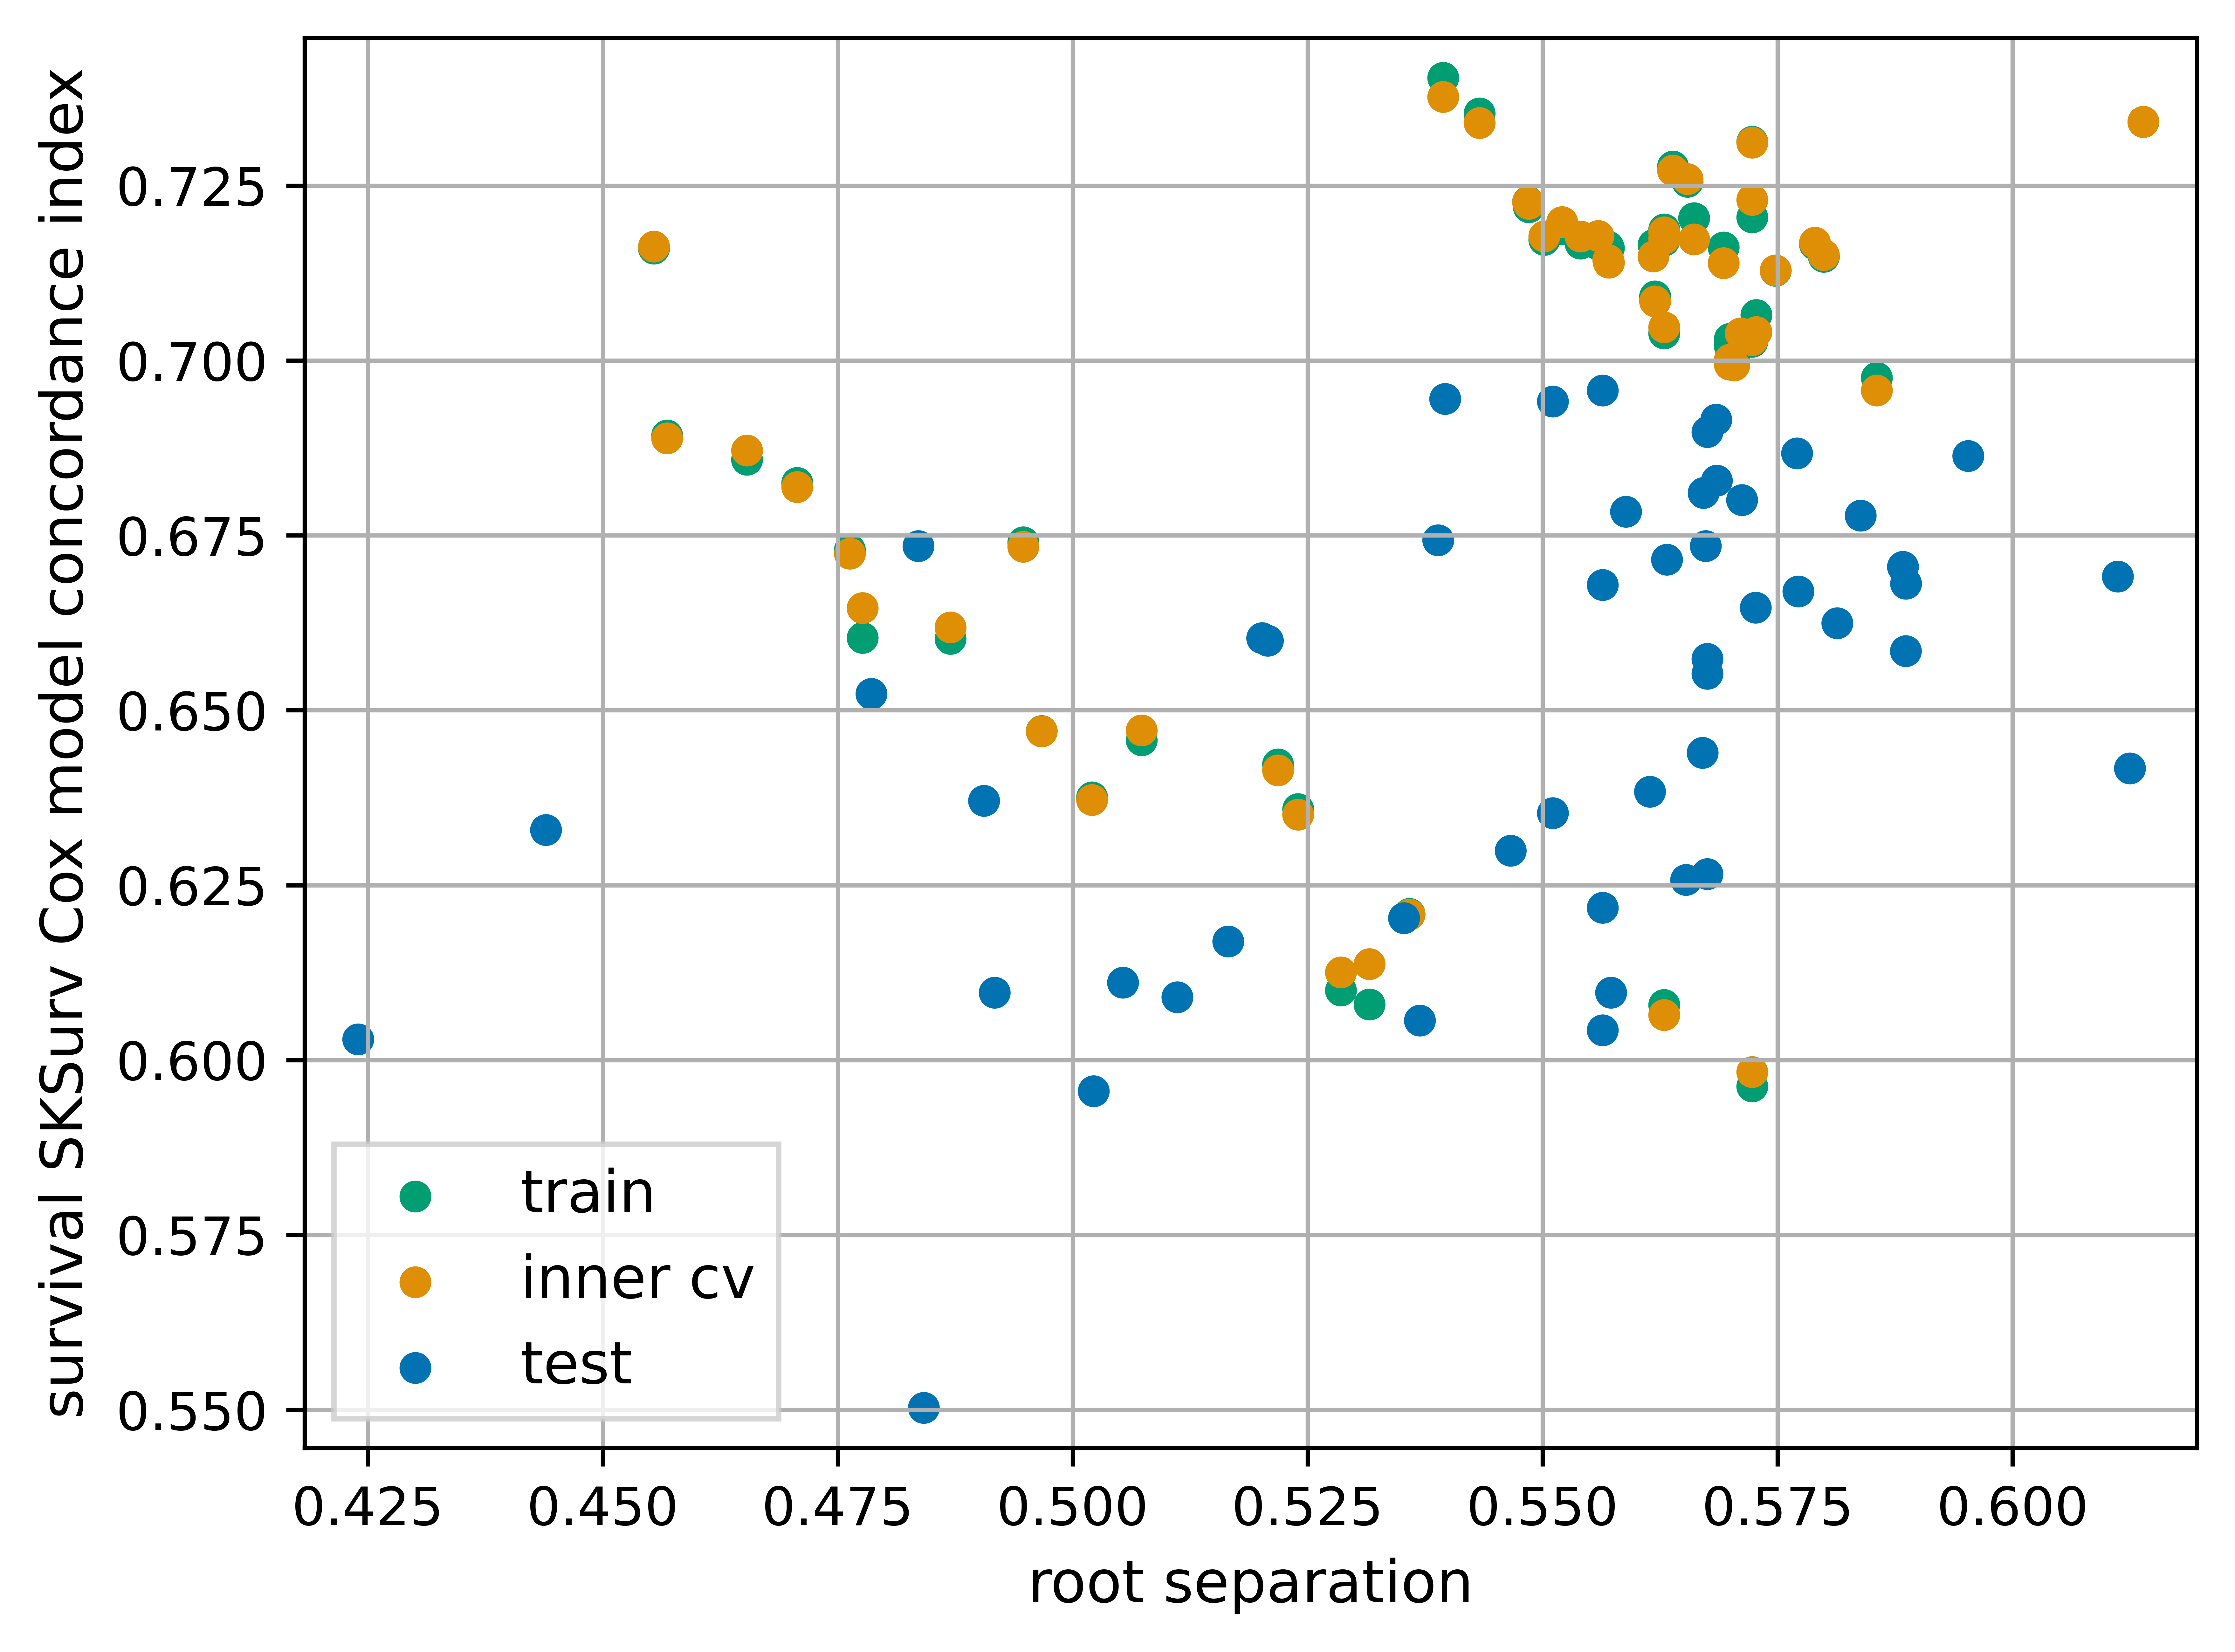 survival SKSurv Cox model concordance index
0.725
0.700
0.675
0.650
0.625
0.600
0.575
0.550
train
inner cv
test
0.425 0.450 0.475 0.500 0.525 0.550 0.575 0.600
root separation